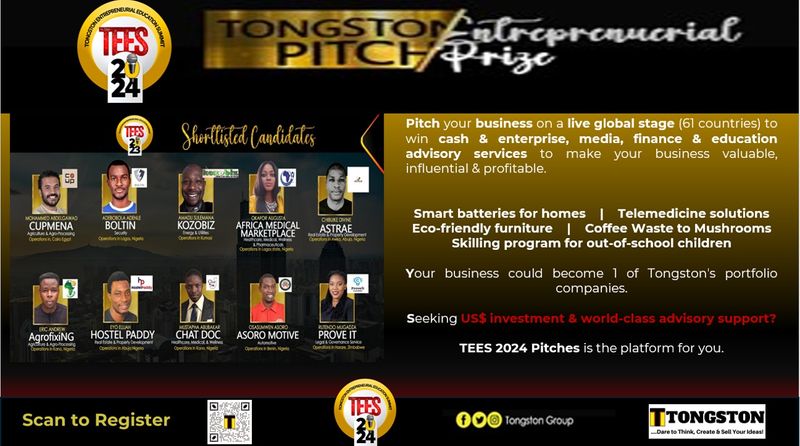 TONGSTON ENTREPRENEURIAL EDUCATION SUMMIT
TEES
2024
TONGSTON
PITCH
Entrepreneurial
Prize
TEES
2023
Shortlisted Candidates
MOHAMMED ABDELGAWAD
CUPMENA
Agriculture & Agro-Processing
Operations in, Cairo Egypt
ADEBOBOLA ADENLE
BOLTIN
Security
Operations in Lagos, Nigeria
AMADU SULEMANA
KOZOBIZ
Energy & Utilities
Operations in Kumasi
OKAFOR AUGUSTA
AFRICA MEDICAL
MARKETPLACE
Healthcare, Medical, Wellness
& Pharmaceuticals
Operations in Lagos state, Nigeria
CHIBUKE DIVINE
ASTRAE
Real Estate & Property Development
Operations in Aweka, Abuja, Nigeria
ERIC ANDREW
AgrofixiNG
Agriculture & Agro-Processing
Operations in Kano, Nigeria
EYO ELIJAH
HOSTEL PADDY
Real Estate & Property Development
Operations in Abuja Nigeria
MUSTAPHA ABUBAKAR
CHAT DOC
Healthcare, Medical, & Wellness
Operations in Kano, Nigeria
OSASUMWEN ASORO
ASORO MOTIVE
Automotive
Operations in Benin, Nigeria
RUTENDO MUGADZA
PROVE IT
Legal & Governance Service
Operations in Harare, Zimbabwe
Pitch your business on a live global stage (61 countries) to
win cash & enterprise, media, finance & education
advisory services to make your business valuable,
influential & profitable.
Smart batteries for homes | Telemedicine solutions
Eco-friendly furniture | Coffee Waste to Mushrooms
Skilling program for out-of-school children
Your business could become 1 of Tongston's portfolio
companies.
Seeking US$ investment & world-class advisory support?
TEES 2024 Pitches is the platform for you.
Scan to Register
TONGSTON ENTREPRENEURIAL EDUCATION SUMMIT
TEES
2024
Tongston Group
TONGSTON
...Dare to Think, Create & Sell Your Ideas!